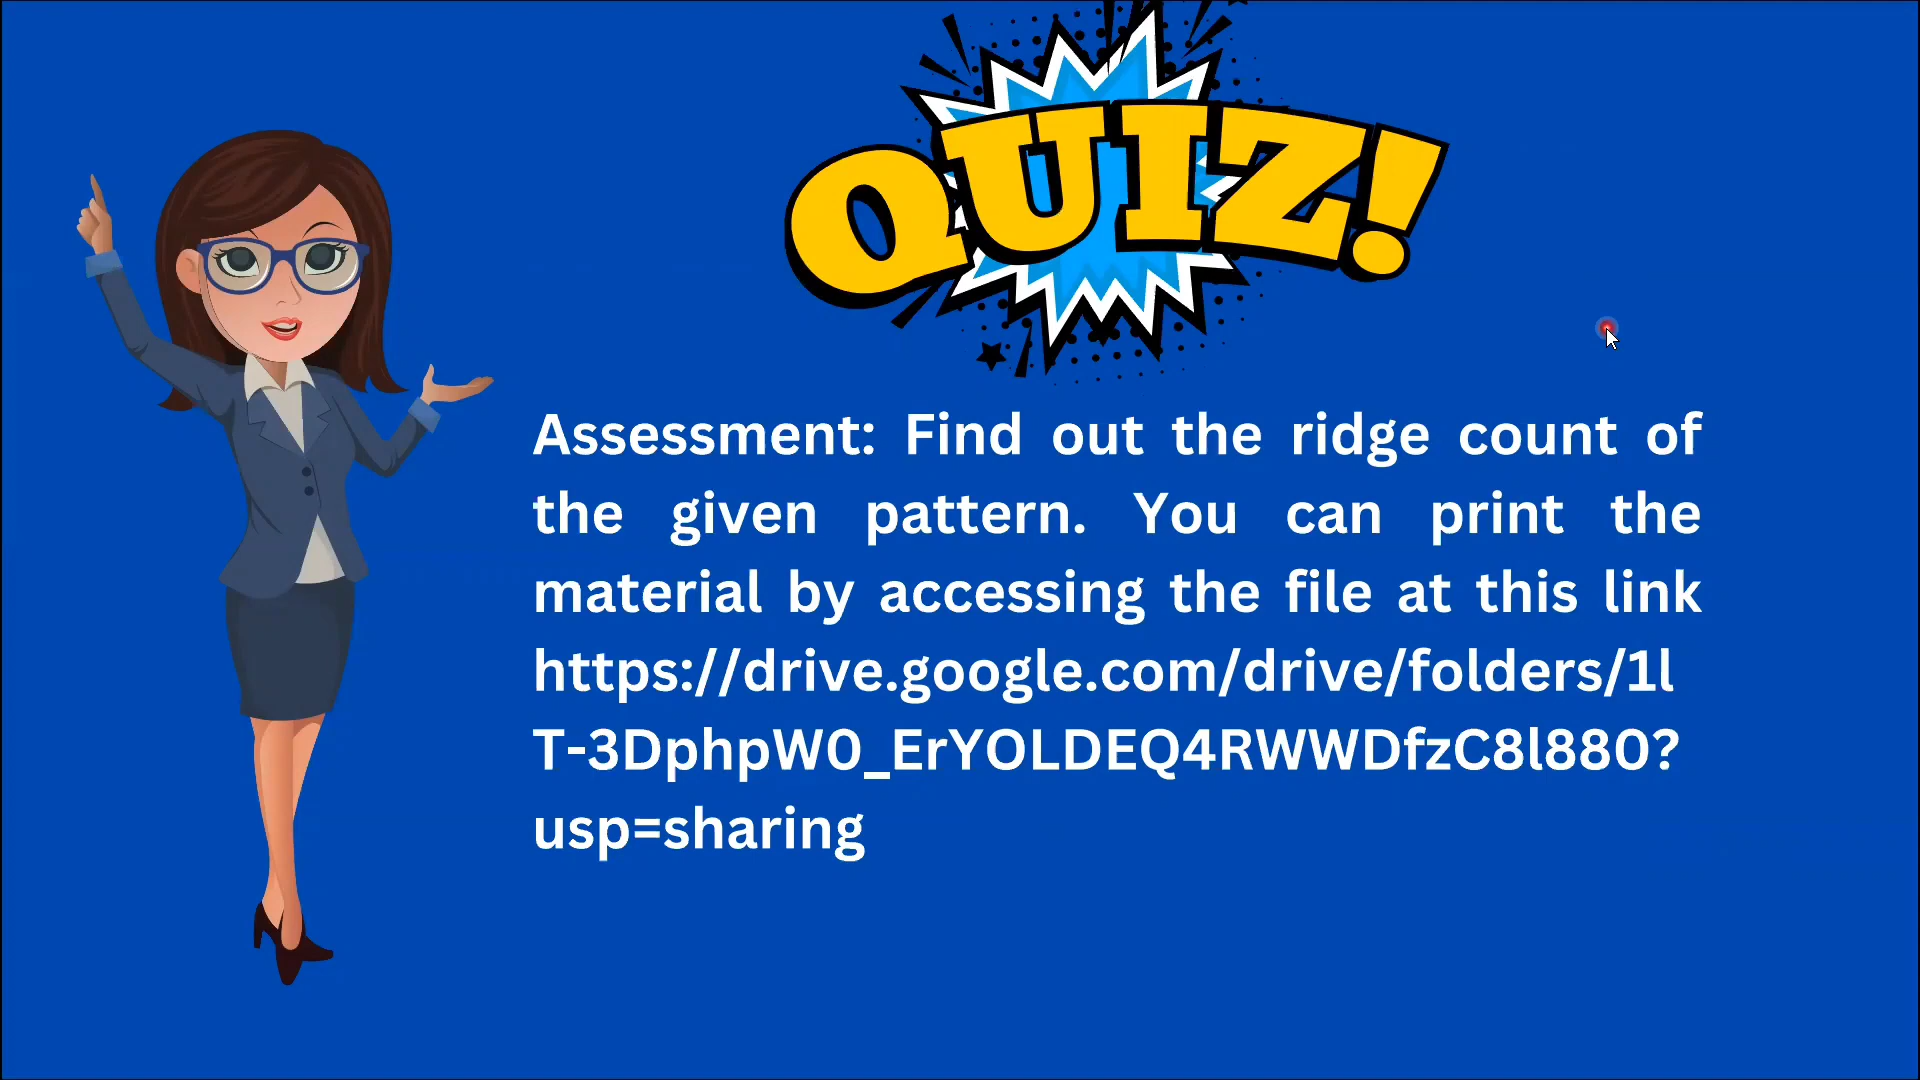 QUIZ!
Assessment: Find out the ridge count of
the given pattern. You can print the
material by accessing the file at this link
https://drive.google.com/drive/folders/1l
T-3DphpW0_ErYOLDEQ4RWWDfzC8l880?
usp=sharing